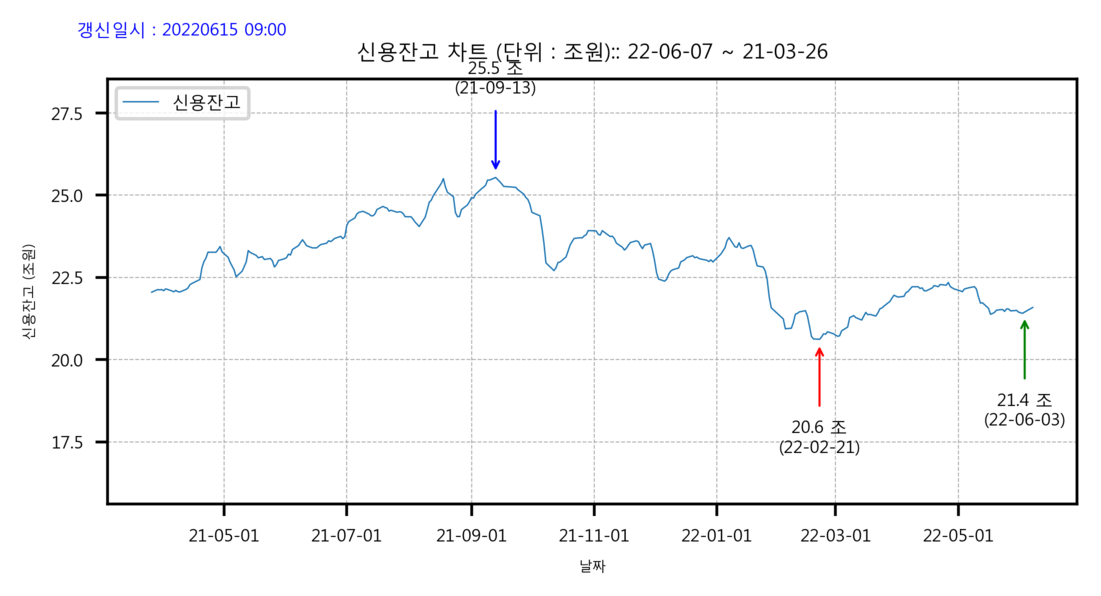 갱신일시 : 20220615 09:00
신용잔고 차트 (단위 : 조원):: 22-06-07 ~ 21-03-26
25.5 조
(21-09-13)
신용잔고
27.5
25.0
22.5
20.0
17.5
신용잔고 (조원)
20.6 조
(22-02-21)
21.4 조
(22-06-03)
21-05-01
21-07-01
21-09-01
21-11-01
22-01-01
22-03-01
22-05-01
날짜